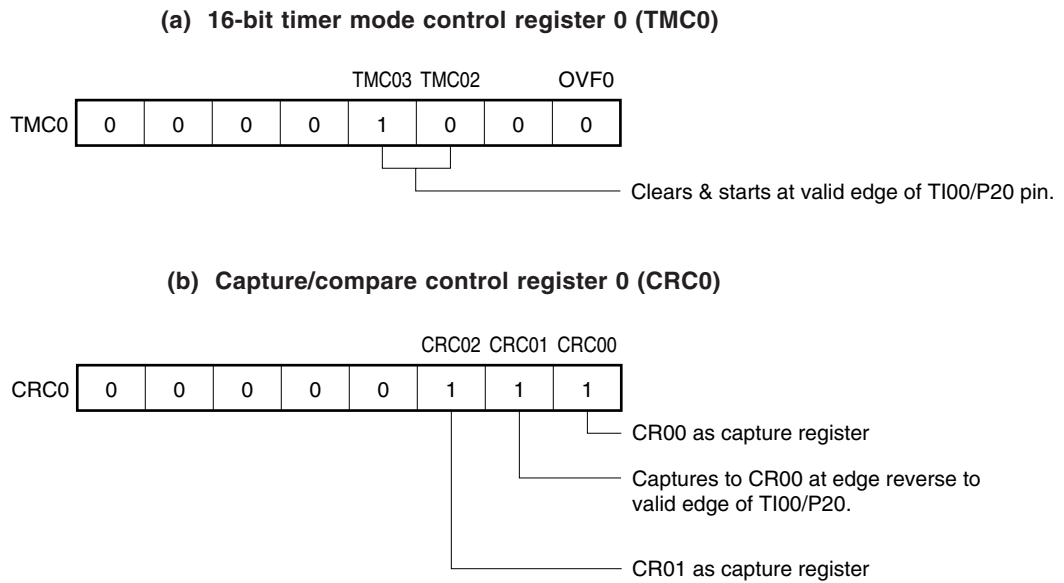 (a) 16-bit timer mode control register 0 (TMC0)
TMC03 TMC02 OVF0
TMC0 0 0 0 0 1 0 0 0
Clears & starts at valid edge of TI00/P20 pin.
(b) Capture/compare control register 0 (CRC0)
CRC02 CRC01 CRC00
CRC0 0 0 0 0 0 1 1 1
CR00 as capture register
Captures to CR00 at edge reverse to
valid edge of TI00/P20.
CR01 as capture register